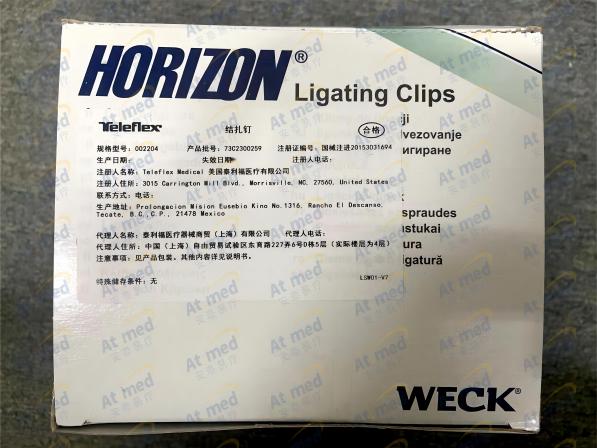 HORIZON®
Ligating Clips
Teleflex 结扎钉 合格
规格型号: 002204 产品批号: 73C2300259 注册证编号: 国械注进20153031694
生产日期: 失效日期: 注册人电话:
注册人名称: Teleflex Medical 美国泰利福医疗有限公司
注册人住所: 3015 Carrington Mill Blvd., Morrisville, NC, 27560, United States
联系方式: 电话:
生产地址: Prolongacion Mision Eusebio Kino No.1316, Rancho El Descanso,
Tecate, B.C., C.P., 21478 Mexico
代理人名称: 泰利福医疗器械商贸（上海）有限公司 代理人电话:
代理人住所: 中国（上海）自由贸易试验区东育路227弄6号D栋5层（实际楼层为4层）
注意事项: 见产品包装。其他内容详见说明书。
特殊储存条件: 无 LSW01-V7
vezovanje
игиране
spraudes
stukai
ura
igatură
WECK®
At med
安泰医疗